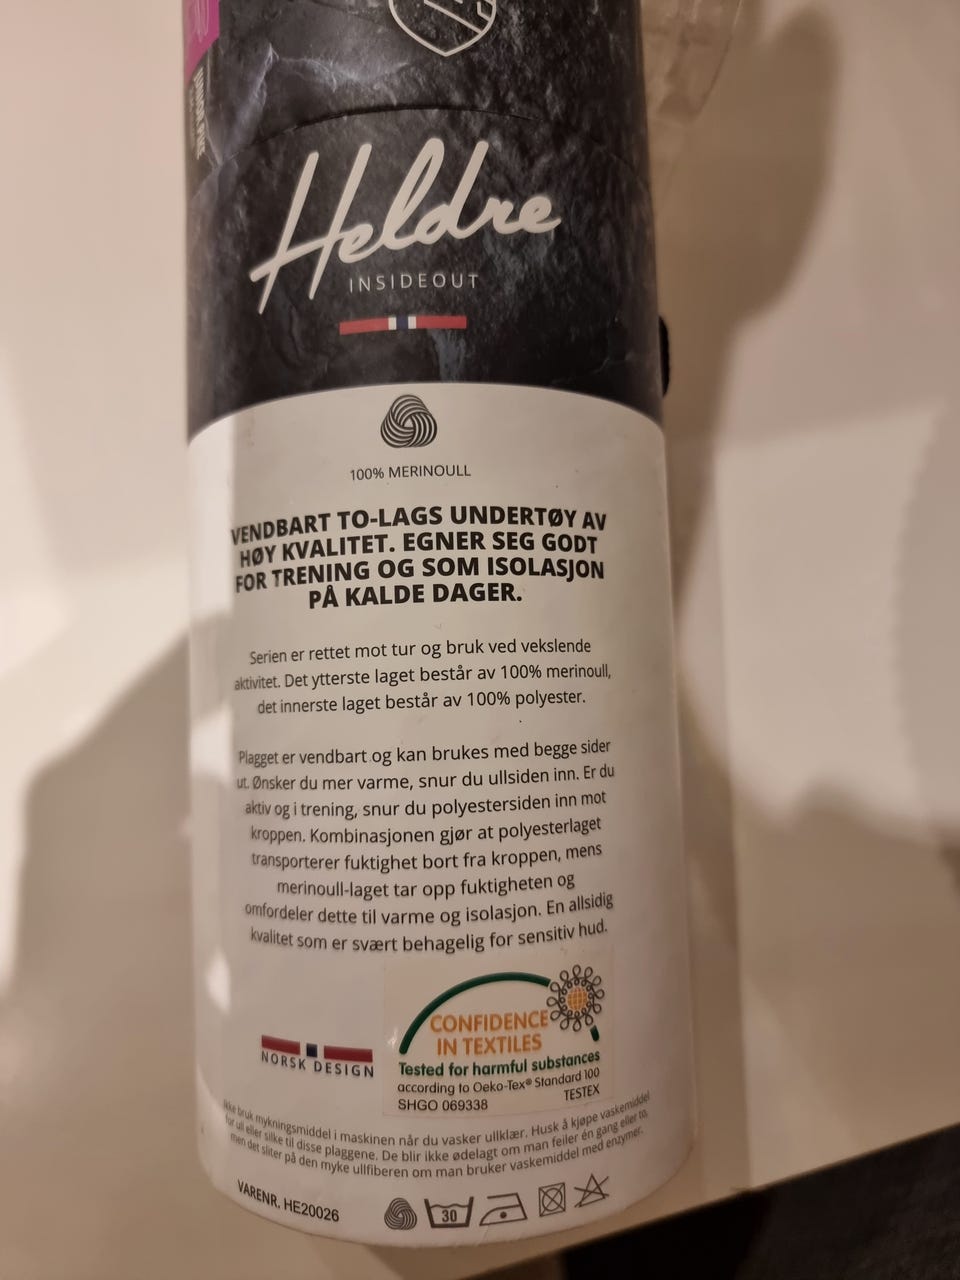 Heldre
INSIDEOUT
100% MERINOULL
VENDBART TO-LAGS UNDERTØY AV
HØY KVALITET. EGNER SEG GODT
FOR TRENING OG SOM ISOLASJON
PÅ KALDE DAGER.
Serien er rettet mot tur og bruk ved vekslende
aktivitet. Det ytterste laget består av 100% merinoull,
det innerste laget består av 100% polyester.
Plagget er vendbart og kan brukes med begge sider
ut. Ønsker du mer varme, snur du ullsiden inn. Er du
aktiv og i trening, snur du polyestersiden inn mot
kroppen. Kombinasjonen gjør at polyesterlaget
transporterer fuktighet bort fra kroppen, mens
merinoull-laget tar opp fuktigheten og
omfordeler dette til varme og isolasjon. En allsidig
kvalitet som er svært behagelig for sensitiv hud.
NORSK DESIGN
CONFIDENCE
IN TEXTILES
Tested for harmful substances
according to Oeko-Tex® Standard 100
SHGO 069338 TESTEX
Ikke bruk mykningsmiddel i maskinen når du vasker ullklær. Husk å kjøpe vaskemiddel
for ull eller silke til disse plaggene. De blir ikke ødelagt om man feiler én gang eller to,
men det sliter på den myke ullfiberen om man bruker vaskemiddel med enzymer.
VARENR. HE20026
30